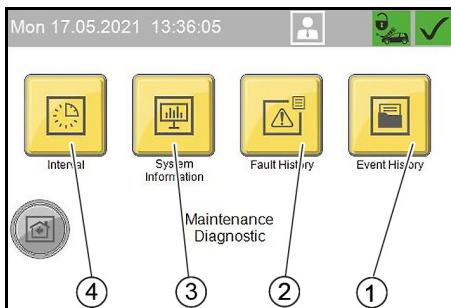 Mon 17.05.2021 13:36:05
Interval
System
Information
Fault History
Event History
Maintenance
Diagnostic
4
3
2
1